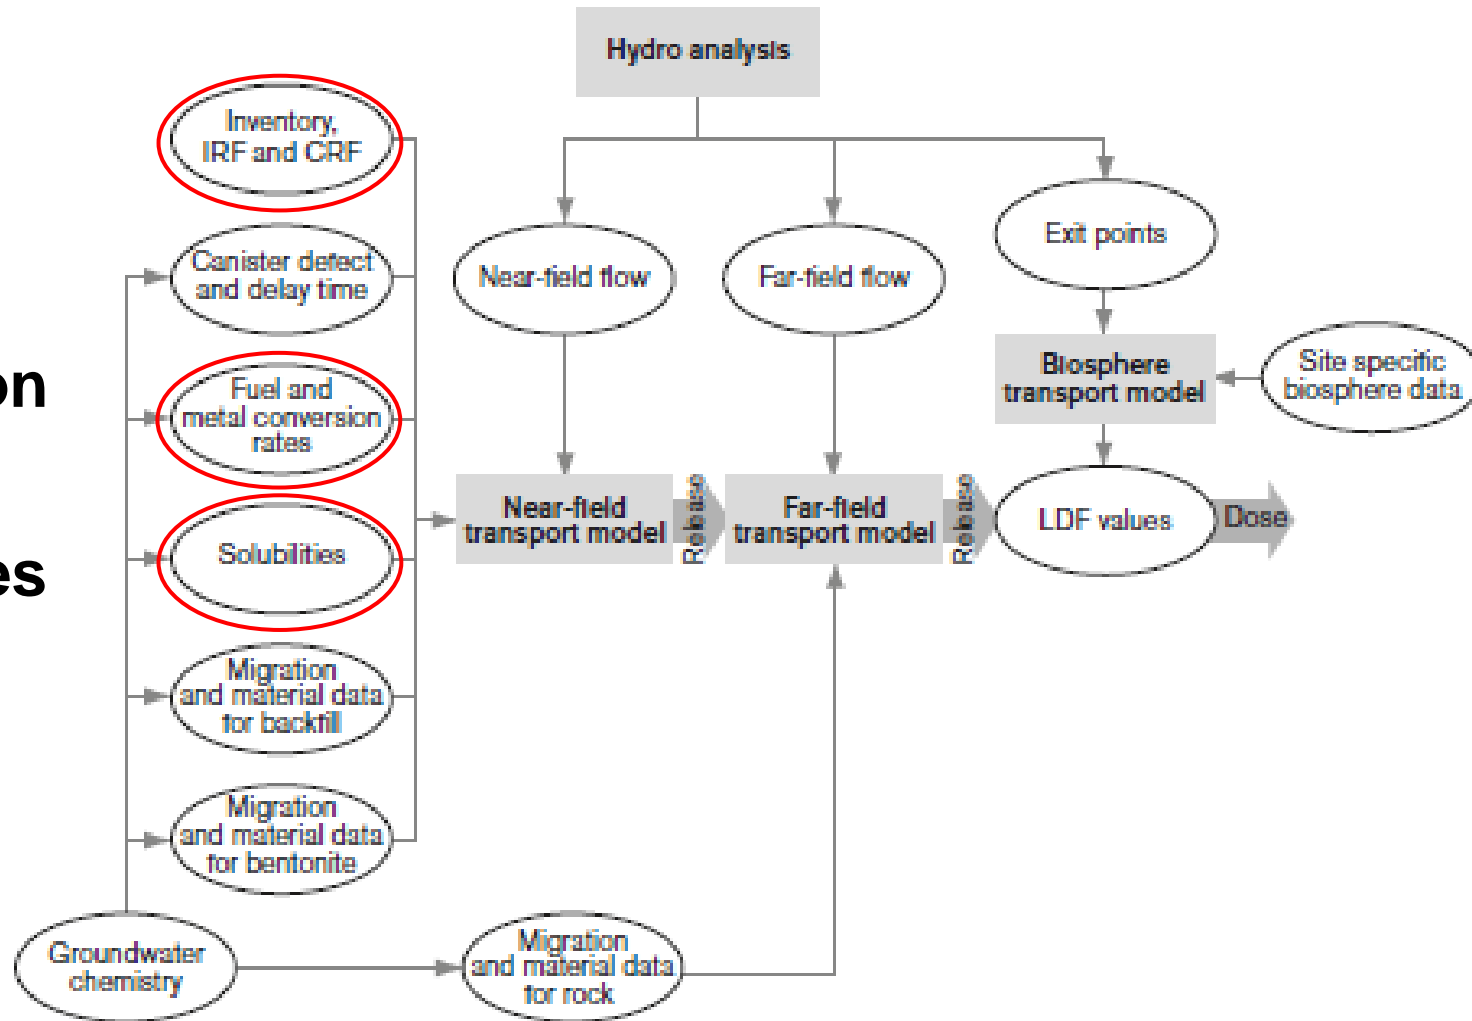 Hydro analysis
Inventory,
IRF and CRF
Canister defect
and delay time
Near-field flow
Far-field flow
Exit points
on
Fuel and
metal conversion
rates
Biosphere
transport model
Site specific
biosphere data
es
Solubilities
Near-field
transport model
Release
Far-field
transport model
Release
LDF values
Dose
Migration
and material data
for backfill
Migration
and material data
for bentonite
Groundwater
chemistry
Migration
and material data
for rock